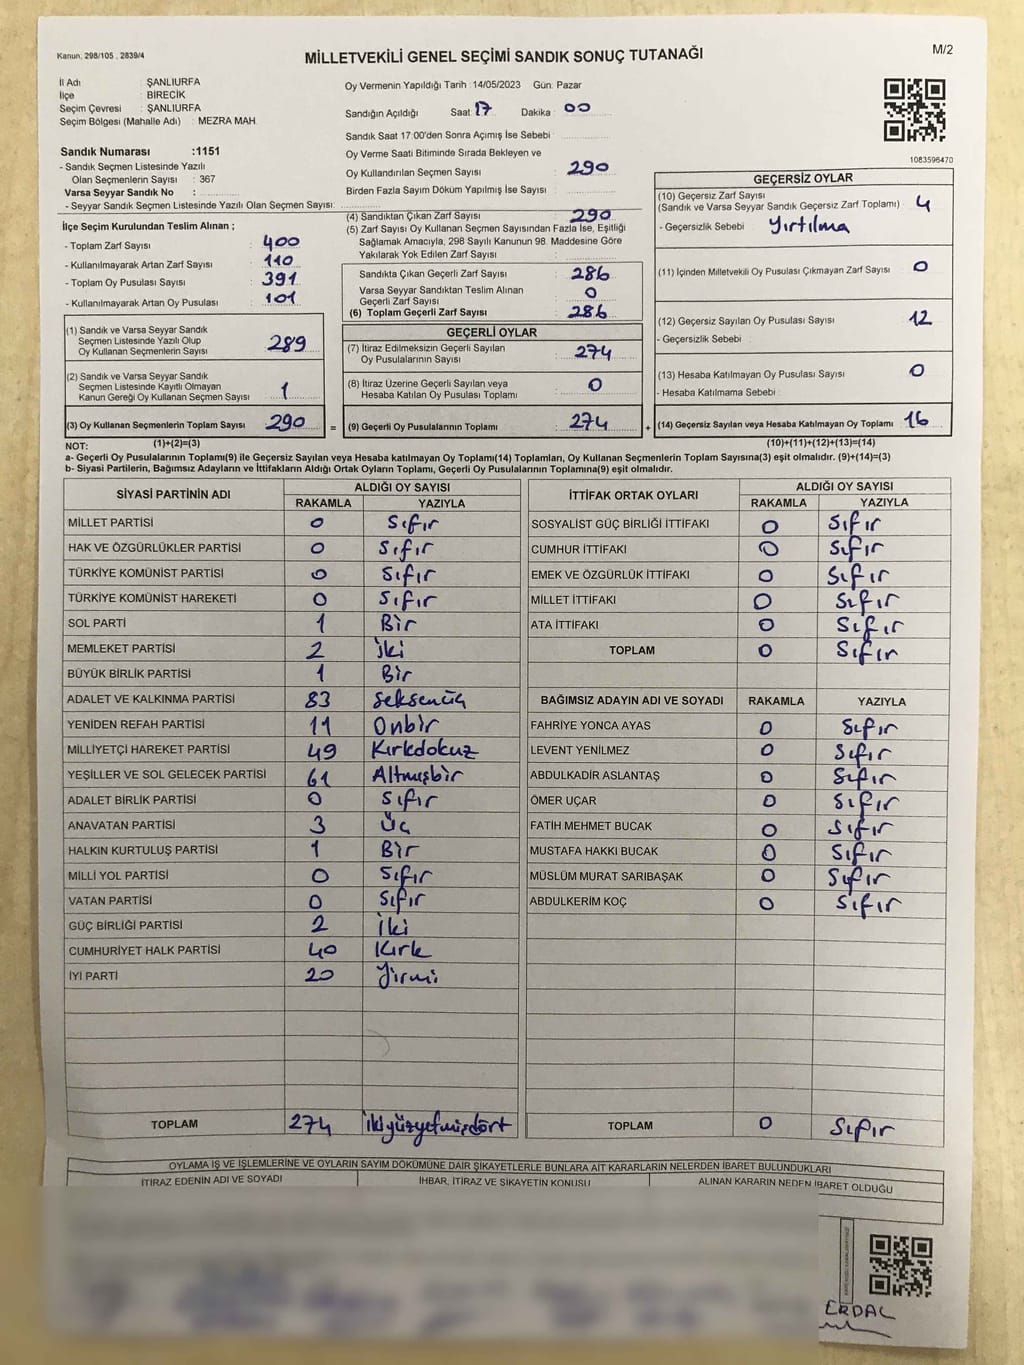 Kanun; 298/105 , 2839/4
MİLLETVEKİLİ GENEL SEÇİMİ SANDIK SONUÇ TUTANAĞI
M/2
İl Adı : ŞANLIURFA
İlçe : BİRECİK
Seçim Çevresi : ŞANLIURFA
Seçim Bölgesi (Mahalle Adı) : MEZRA MAH.
Oy Vermenin Yapıldığı Tarih : 14/05/2023 Gün: Pazar
Sandığın Açıldığı Saat: 17 Dakika : 00
Sandık Saat 17:00'den Sonra Açımış İse Sebebi :
Sandık Numarası :1151
- Sandık Seçmen Listesinde Yazılı
Olan Seçmenlerin Sayısı : 367
Varsa Seyyar Sandık No :
- Seyyar Sandık Seçmen Listesinde Yazılı Olan Seçmen Sayısı:
Oy Verme Saati Bitiminde Sırada Bekleyen ve
Oy Kullandırılan Seçmen Sayısı : 290
Birden Fazla Sayım Döküm Yapılmış İse Sayısı :
1083596470
İlçe Seçim Kurulundan Teslim Alınan ;
- Toplam Zarf Sayısı : 400
- Kullanılmayarak Artan Zarf Sayısı : 110
- Toplam Oy Pusulası Sayısı : 391
- Kullanılmayarak Artan Oy Pusulası : 101
(4) Sandıktan Çıkan Zarf Sayısı : 290
(5) Zarf Sayısı Oy Kullanan Seçmen Sayısından Fazla İse, Eşitliği
Sağlamak Amacıyla, 298 Sayılı Kanunun 98. Maddesine Göre
Yakılarak Yok Edilen Zarf Sayısı :
Sandıkta Çıkan Geçerli Zarf Sayısı : 286
Varsa Seyyar Sandıktan Teslim Alınan
Geçerli Zarf Sayısı : 0
(6) Toplam Geçerli Zarf Sayısı : 286
GEÇERSİZ OYLAR
(10) Geçersiz Zarf Sayısı
(Sandık ve Varsa Seyyar Sandık Geçersiz Zarf Toplamı) : 4
- Geçersizlik Sebebi : Yırtılma
(11) İçinden Milletvekili Oy Pusulası Çıkmayan Zarf Sayısı : 0
(12) Geçersiz Sayılan Oy Pusulası Sayısı : 12
- Geçersizlik Sebebi :
(13) Hesaba Katılmayan Oy Pusulası Sayısı : 0
- Hesaba Katılmama Sebebi :
(14) Geçersiz Sayılan veya Hesaba Katılmayan Oy Toplamı : 16
(1) Sandık ve Varsa Seyyar Sandık
Seçmen Listesinde Yazılı Olup
Oy Kullanan Seçmenlerin Sayısı : 289
(2) Sandık ve Varsa Seyyar Sandık
Seçmen Listesinde Kayıtlı Olmayan
Kanun Gereği Oy Kullanan Seçmen Sayısı : 1
(3) Oy Kullanan Seçmenlerin Toplam Sayısı : 290
=
GEÇERLİ OYLAR
(7) İtiraz Edilmeksizin Geçerli Sayılan
Oy Pusulalarının Sayısı : 274
(8) İtiraz Üzerine Geçerli Sayılan veya
Hesaba Katılan Oy Pusulası Toplamı : 0
(9) Geçerli Oy Pusulalarının Toplamı : 274
+
NOT: (1)+(2)=(3)
(10)+(11)+(12)+(13)=(14)
a- Geçerli Oy Pusulalarının Toplamı(9) ile Geçersiz Sayılan veya Hesaba katılmayan Oy Toplamı(14) Toplamları, Oy Kullanan Seçmenlerin Toplam Sayısına(3) eşit olmalıdır. (9)+(14)=(3)
b- Siyasi Partilerin, Bağımsız Adayların ve İttifakların Aldığı Ortak Oyların Toplamı, Geçerli Oy Pusulalarının Toplamına(9) eşit olmalıdır.
SİYASİ PARTİNİN ADI ALDIĞI OY SAYISI
RAKAMLA YAZIYLA
MİLLET PARTİSİ 0 Sıfır
HAK VE ÖZGÜRLÜKLER PARTİSİ 0 Sıfır
TÜRKİYE KOMÜNİST PARTİSİ 0 Sıfır
TÜRKİYE KOMÜNİST HAREKETİ 0 Sıfır
SOL PARTİ 1 Bir
MEMLEKET PARTİSİ 2 İki
BÜYÜK BİRLİK PARTİSİ 1 Bir
ADALET VE KALKINMA PARTİSİ 83 Seksenüç
YENİDEN REFAH PARTİSİ 11 Onbir
MİLLİYETÇİ HAREKET PARTİSİ 49 Kırkdokuz
YEŞİLLER VE SOL GELECEK PARTİSİ 61 Altmışbir
ADALET BİRLİK PARTİSİ 0 Sıfır
ANAVATAN PARTİSİ 3 Üç
HALKIN KURTULUŞ PARTİSİ 1 Bir
MİLLİ YOL PARTİSİ 0 Sıfır
VATAN PARTİSİ 0 Sıfır
GÜÇ BİRLİĞİ PARTİSİ 2 İki
CUMHURİYET HALK PARTİSİ 40 Kırk
İYİ PARTİ 20 Yirmi
TOPLAM 274 İkiyüzyetmişdört
İTTİFAK ORTAK OYLARI ALDIĞI OY SAYISI
RAKAMLA YAZIYLA
SOSYALİST GÜÇ BİRLİĞİ İTTİFAKI 0 Sıfır
CUMHUR İTTİFAKI 0 Sıfır
EMEK VE ÖZGÜRLÜK İTTİFAKI 0 Sıfır
MİLLET İTTİFAKI 0 Sıfır
ATA İTTİFAKI 0 Sıfır
TOPLAM 0 Sıfır
BAĞIMSIZ ADAYIN ADI VE SOYADI RAKAMLA YAZIYLA
FAHRİYE YONCA AYAS 0 Sıfır
LEVENT YENİLMEZ 0 Sıfır
ABDULKADİR ASLANTAŞ 0 Sıfır
ÖMER UÇAR 0 Sıfır
FATİH MEHMET BUCAK 0 Sıfır
MUSTAFA HAKKI BUCAK 0 Sıfır
MÜSLÜM MURAT SARIBAŞAK 0 Sıfır
ABDULKERİM KOÇ 0 Sıfır
TOPLAM 0 Sıfır
OYLAMA İŞ VE İŞLEMLERİNE VE OYLARIN SAYIM DÖKÜMÜNE DAİR ŞİKAYETLERLE BUNLARA AİT KARARLARIN NELERDEN İBARET BULUNDUKLARI
İTİRAZ EDENİN ADI VE SOYADI İHBAR, İTİRAZ VE ŞİKAYETİN KONUSU ALINAN KARARIN NEDEN İBARET OLDUĞU
ERDAL